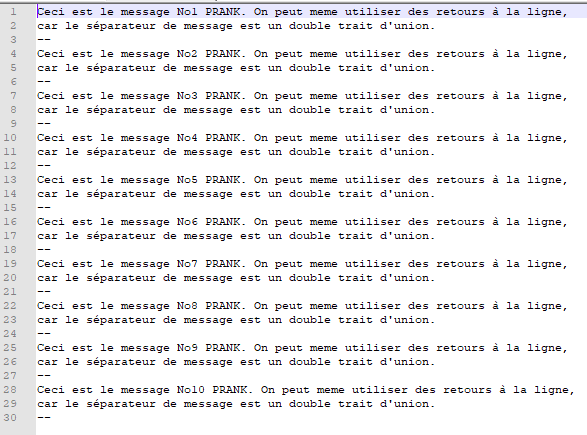 1 Ceci est le message No1 PRANK. On peut meme utiliser des retours à la ligne,
2 car le séparateur de message est un double trait d'union.
3 --
4 Ceci est le message No2 PRANK. On peut meme utiliser des retours à la ligne,
5 car le séparateur de message est un double trait d'union.
6 --
7 Ceci est le message No3 PRANK. On peut meme utiliser des retours à la ligne,
8 car le séparateur de message est un double trait d'union.
9 --
10 Ceci est le message No4 PRANK. On peut meme utiliser des retours à la ligne,
11 car le séparateur de message est un double trait d'union.
12 --
13 Ceci est le message No5 PRANK. On peut meme utiliser des retours à la ligne,
14 car le séparateur de message est un double trait d'union.
15 --
16 Ceci est le message No6 PRANK. On peut meme utiliser des retours à la ligne,
17 car le séparateur de message est un double trait d'union.
18 --
19 Ceci est le message No7 PRANK. On peut meme utiliser des retours à la ligne,
20 car le séparateur de message est un double trait d'union.
21 --
22 Ceci est le message No8 PRANK. On peut meme utiliser des retours à la ligne,
23 car le séparateur de message est un double trait d'union.
24 --
25 Ceci est le message No9 PRANK. On peut meme utiliser des retours à la ligne,
26 car le séparateur de message est un double trait d'union.
27 --
28 Ceci est le message No10 PRANK. On peut meme utiliser des retours à la ligne,
29 car le séparateur de message est un double trait d'union.
30 --